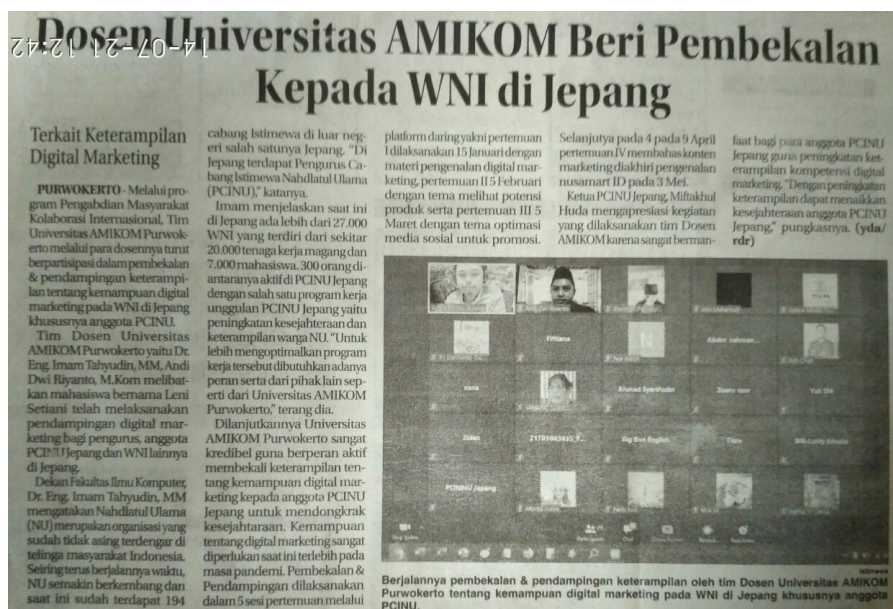 14-07-21 12:42
Dosen Universitas AMIKOM Beri Pembekalan
Kepada WNI di Jepang
Terkait Keterampilan
Digital Marketing
PURWOKERTO - Melalui pro-
gram Pengabdian Masyarakat
Kolaborasi Internasional, Tim
Universitas AMIKOM Purwok-
erto melalui para dosennya turut
berpartisipasi dalam pembekalan
& pendampingan keterampi-
lan tentang kemampuan digital
marketing pada WNI di Jepang
khususnya anggota PCINU.
Tim Dosen Universitas
AMIKOM Purwokerto yaitu Dr.
Eng. Imam Tahyudin, MM, Andi
Dwi Riyanto, M.Kom melibat-
kan mahasiswa bernama Leni
Setiani telah melaksanakan
pendampingan digital mar-
keting bagi pengurus, anggota
PCINU Jepang dan WNI lainnya
di Jepang.
Dekan Fakultas Ilmu Komputer,
Dr. Eng. Imam Tahyudin, MM
mengatakan Nahdlatul Ulama
(NU) merupakan organisasi yang
sudah tidak asing terdengar di
telinga masyarakat Indonesia.
Seiring terus berjalannya waktu,
NU semakin berkembang dan
saat ini sudah terdapat 194
cabang Istimewa di luar neg-
eri salah satunya Jepang. "Di
Jepang terdapat Pengurus Ca-
bang Istimewa Nahdlatul Ulama
(PCINU)," katanya.
Imam menjelaskan saat ini
di Jepang ada lebih dari 27.000
WNI yang terdiri dari sekitar
20.000 tenaga kerja magang dan
7.000 mahasiswa. 300 orang di-
antaranya aktif di PCINU Jepang
dengan salah satu program kerja
unggulan PCINU Jepang yaitu
peningkatan kesejahteraan dan
keterampilan warga NU. "Untuk
lebih mengoptimalkan program
kerja tersebut dibutuhkan adanya
peran serta dari pihak lain sep-
erti dari Universitas AMIKOM
Purwokerto," terang dia.
Dilanjutkannya Universitas
AMIKOM Purwokerto sangat
kredibel guna berperan aktif
membekali keterampilan ten-
tang kemampuan digital mar-
keting kepada anggota PCINU
Jepang untuk mendongkrak
kesejahtaraan. Kemampuan
tentang digital marketing sangat
diperlukan saat ini terlebih pada
masa pandemi. Pembekalan &
Pendampingan dilaksanakan
dalam 5 sesi pertemuan melalui
platform daring yakni pertemuan
I dilaksanakan 15 Januari dengan
materi pengenalan digital mar-
keting, pertemuan II 5 Februari
dengan tema melihat potensi
produk serta pertemuan III 5
Maret dengan tema optimasi
media sosial untuk promosi.
Selanjutya pada 4 pada 9 April
pertemuan IV membahas konten
marketing diakhiri pengenalan
nusamart ID pada 3 Mei.
Ketua PCINU Jepang, Miftakhul
Huda mengapresiasi kegiatan
yang dilaksanakan tim Dosen
AMIKOM karena sangat berman-
faat bagi para anggota PCINU
Jepang guna peningkatan ket-
erampilan kompetensi digital
marketing. "Dengan peningkatan
keterampilan dapat menaikkan
kesejahteraan anggota PCINU
Jepang," pungkasnya. (yda/
rdr)
Fitriana
nana
Ahmad Syarifudin
Zoom user
Yuli SM
Zidan
Big Bon English
Tiara
PCININU Jepang
Istimewa
Berjalannya pembekalan & pendampingan keterampilan oleh tim Dosen Universitas AMIKOM
Purwokerto tentang kemampuan digital marketing pada WNI di Jepang khususnya anggota
PCINU.